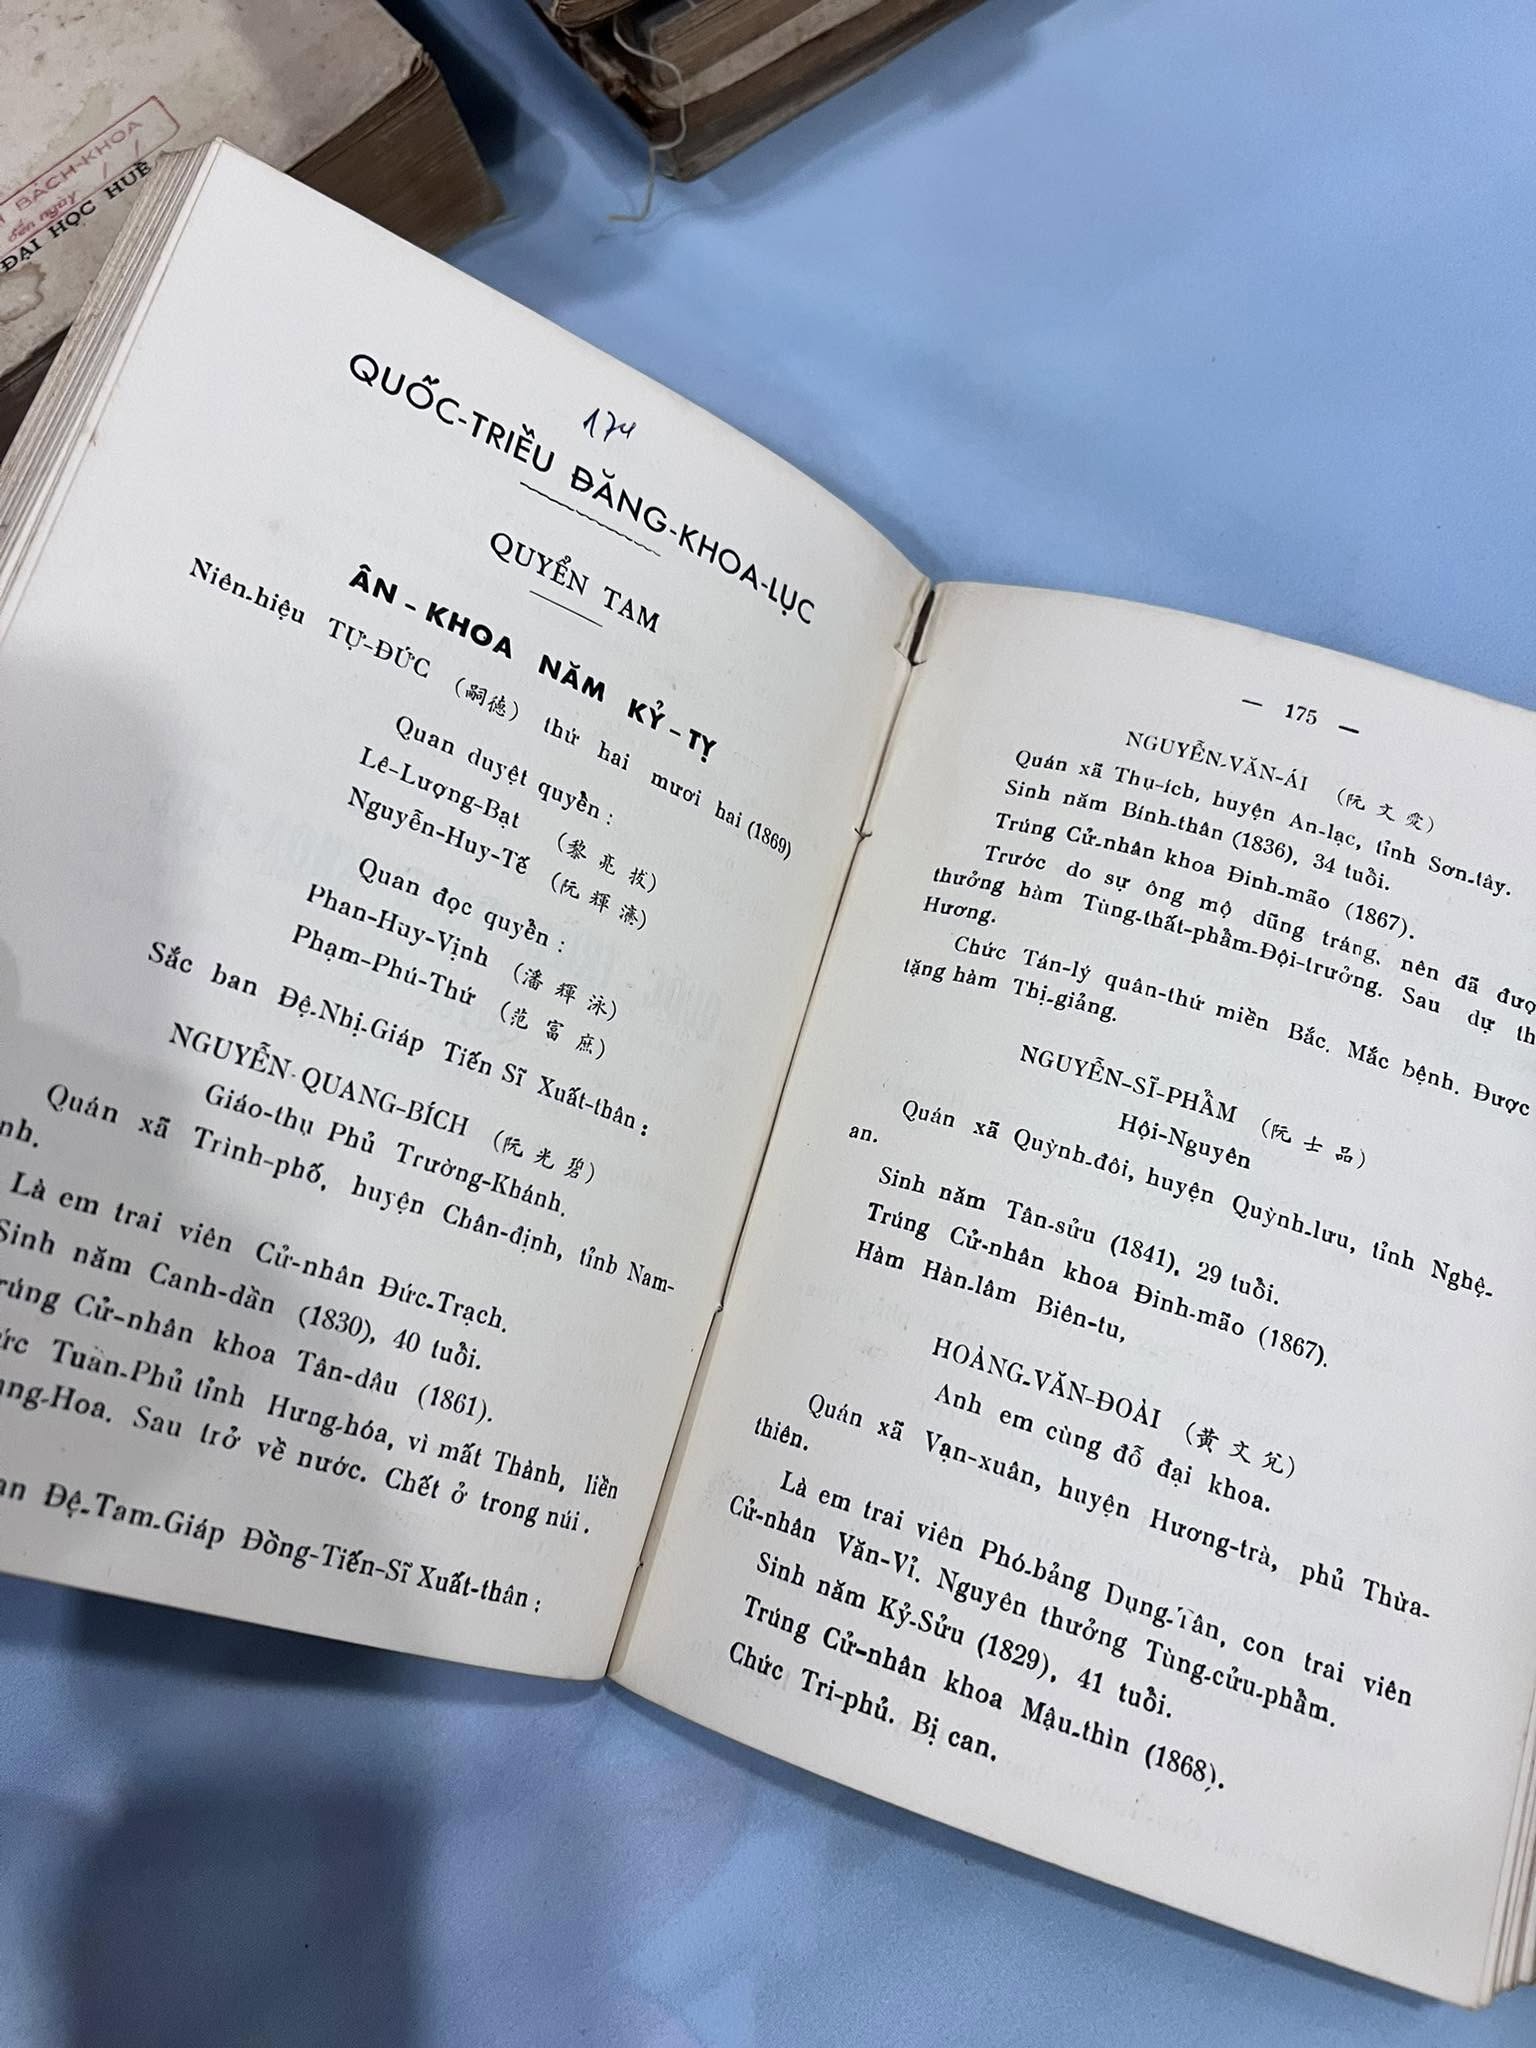 BÁCH-KHOA
đến ngày / /
ĐẠI HỌC HUẾ
174
QUỐC-TRIỀU ĐĂNG-KHOA-LỤC
QUYỂN TAM
ÂN - KHOA NĂM KỶ - TỴ
Niên-hiệu TỰ-ĐỨC (嗣德) thứ hai mươi hai (1869)
Quan duyệt quyển :
Lê-Lượng-Bạt (黎亮拔)
Nguyễn-Huy-Tế (阮輝濟)
Quan đọc quyển :
Phan-Huy-Vịnh (潘輝泳)
Phạm-Phú-Thứ (范富庶)
Sắc ban Đệ-Nhị-Giáp Tiến Sĩ Xuất-thân :
NGUYỄN-QUANG-BÍCH (阮光碧)
Giáo-thụ Phủ Trường-Khánh.
Quán xã Trình-phố, huyện Chân-định, tỉnh Nam-
Là em trai viên Cử-nhân Đức-Trạch.
Sinh năm Canh-dần (1830), 40 tuổi.
Cử-nhân khoa Tân-dậu (1861).
Tuần-Phủ tỉnh Hưng-hóa, vì mất Thành, liền
Hoa. Sau trở về nước. Chết ở trong núi.
Đệ-Tam-Giáp Đồng-Tiến-Sĩ Xuất-thân :
— 175 —
NGUYỄN-VĂN-ÁI (阮文愛)
Quán xã Thụ-ích, huyện An-lạc, tỉnh Sơn-tây.
Sinh năm Bính-thân (1836), 34 tuổi.
Trúng Cử-nhân khoa Đinh-mão (1867).
Trước do sự ông mộ dũng tráng, nên đã
thưởng hàm Tùng-thất-phẩm-Đội-trưởng. Sau dự
Hương.
Chức Tán-lý quân-thứ miền Bắc. Mắc bệnh. Được
tặng hàm Thị-giảng.
NGUYỄN-SĨ-PHẨM (阮士品)
Hội-Nguyên
Quán xã Quỳnh-đôi, huyện Quỳnh-lưu, tỉnh Nghệ-
an.
Sinh năm Tân-sửu (1841), 29 tuổi.
Trúng Cử-nhân khoa Đinh-mão (1867).
Hàm Hàn-lâm Biên-tu,
HOÀNG-VĂN-ĐOÀI (黃文兌)
Anh em cùng đỗ đại khoa.
Quán xã Vạn-xuân, huyện Hương-trà, phủ Thừa-
thiên.
Là em trai viên Phó-bảng Dụng-Tân, con trai viên
Cử-nhân Văn-Vỉ. Nguyên thưởng Tùng-cửu-phẩm.
Sinh năm Kỷ-Sửu (1829), 41 tuổi.
Trúng Cử-nhân khoa Mậu-thìn (1868).
Chức Tri-phủ. Bị can.